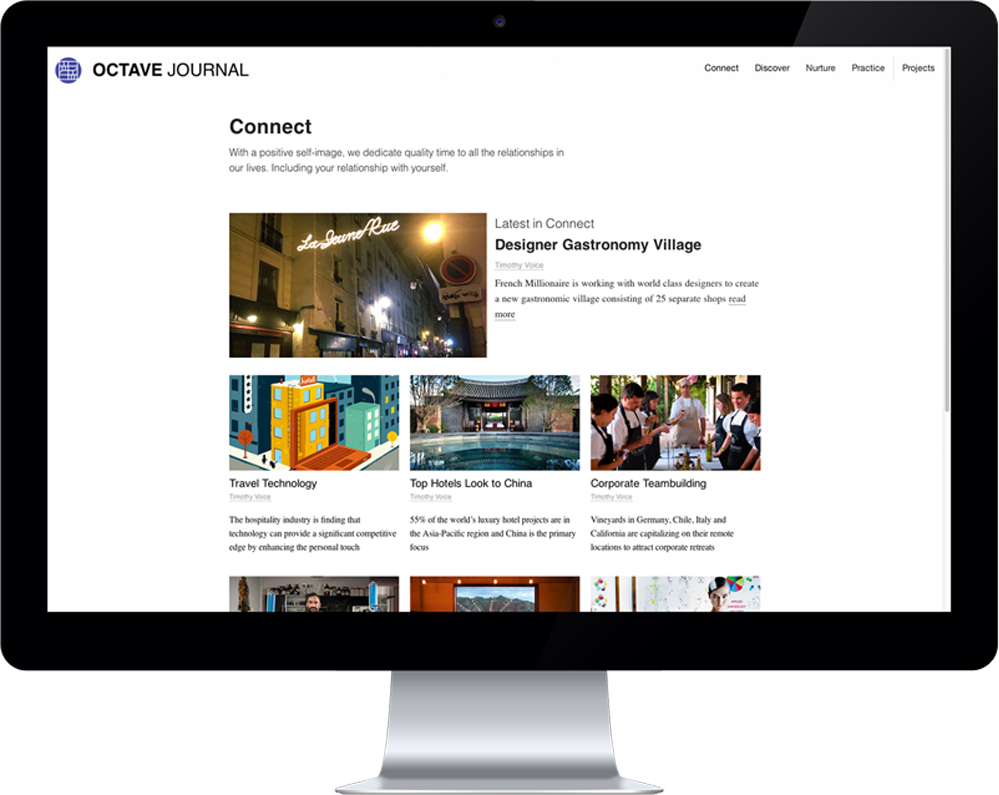 OCTAVE JOURNAL
Connect Discover Nurture Practice Projects
Connect
With a positive self-image, we dedicate quality time to all the relationships in
our lives. Including your relationship with yourself.
La Jeune Rue
Latest in Connect
Designer Gastronomy Village
Timothy Voice
French Millionaire is working with world class designers to create
a new gastronomic village consisting of 25 separate shops read
more
hotel
Travel Technology
Timothy Voice
The hospitality industry is finding that
technology can provide a significant competitive
edge by enhancing the personal touch
Top Hotels Look to China
Timothy Voice
55% of the world's luxury hotel projects are in
the Asia-Pacific region and China is the primary
focus
Corporate Teambuilding
Timothy Voice
Vineyards in Germany, Chile, Italy and
California are capitalizing on their remote
locations to attract corporate retreats